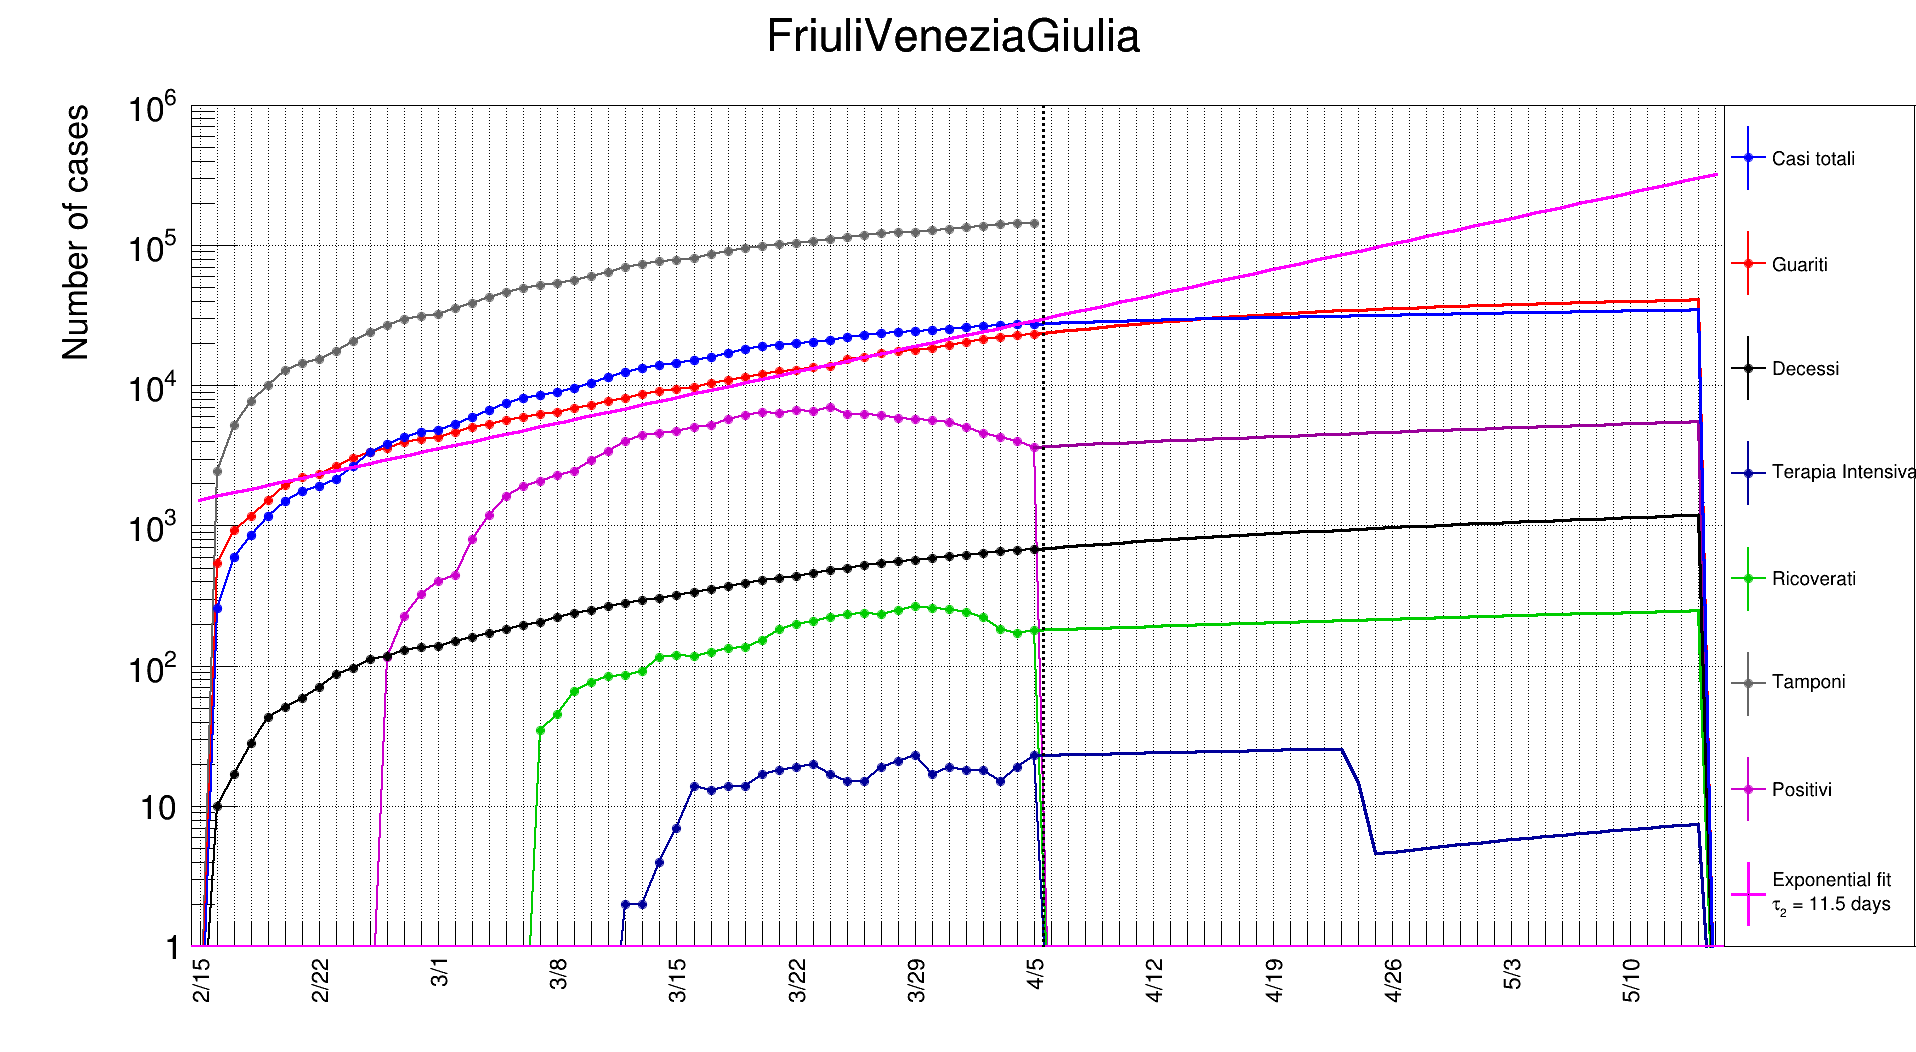 FriuliVeneziaGiulia
Number of cases
10^6
10^5
10^4
10^3
10^2
10
1
2/15 2/22 3/1 3/8 3/15 3/22 3/29 4/5 4/12 4/19 4/26 5/3 5/10
Casi totali
Guariti
Decessi
Terapia Intensiva
Ricoverati
Tamponi
Positivi
Exponential fit
τ_2 = 11.5 days